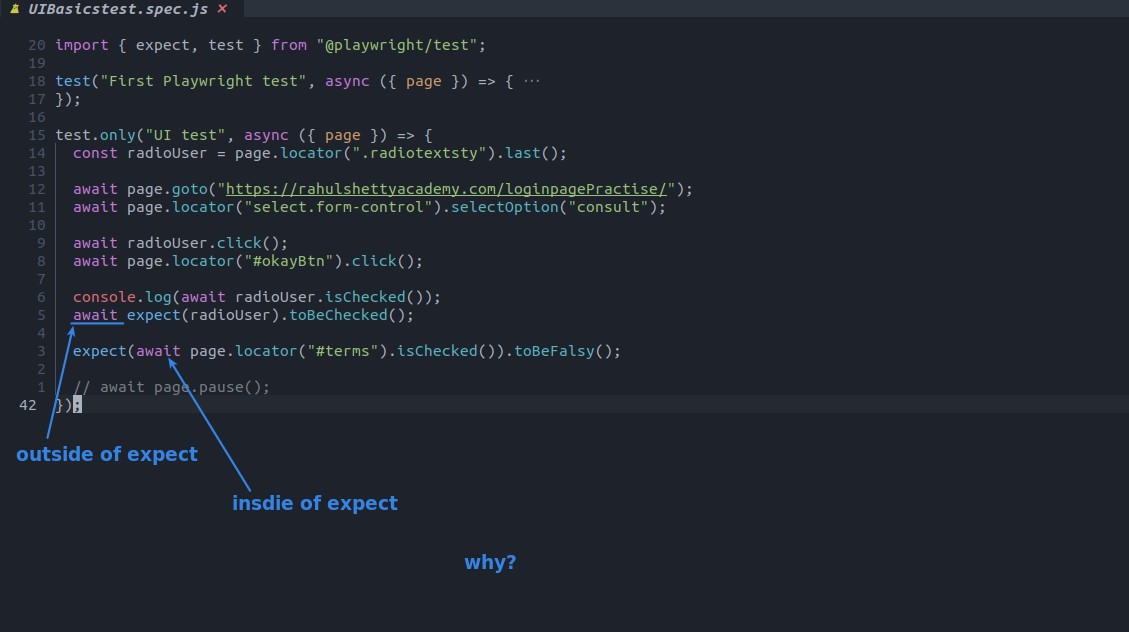 UIBasicstest.spec.js ×
20 import { expect, test } from "@playwright/test";
19
18 test("First Playwright test", async ({ page }) => { ···
17 });
16
15 test.only("UI test", async ({ page }) => {
14 const radioUser = page.locator(".radiotextsty").last();
13
12 await page.goto("https://rahulshettyacademy.com/loginpagePractise/");
11 await page.locator("select.form-control").selectOption("consult");
10
9 await radioUser.click();
8 await page.locator("#okayBtn").click();
7
6 console.log(await radioUser.isChecked());
5 await expect(radioUser).toBeChecked();
4
3 expect(await page.locator("#terms").isChecked()).toBeFalsy();
2
1 // await page.pause();
42 });
outside of expect
insdie of expect
why?